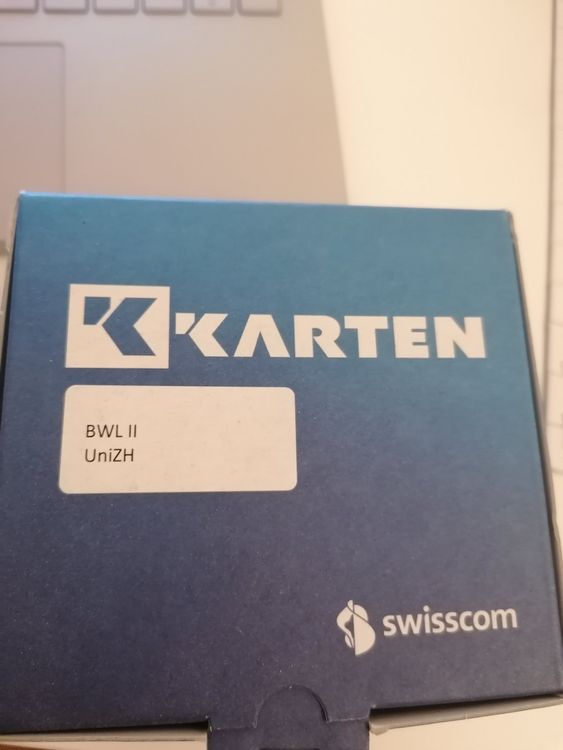 K KARTEN
BWL II
UniZH
swisscom